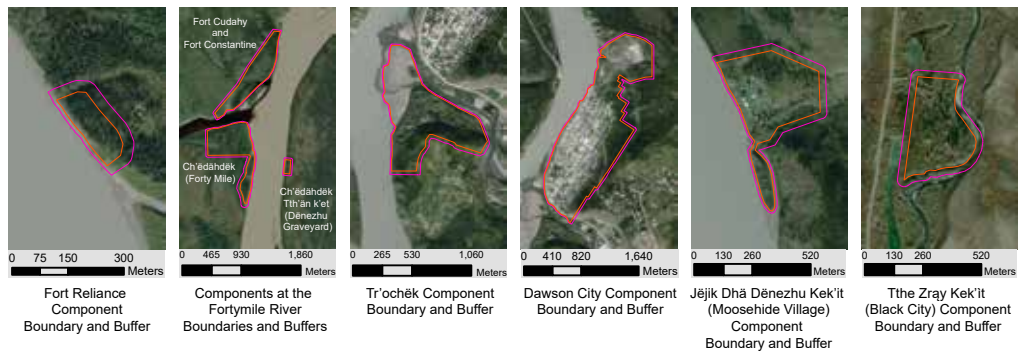 Fort Cudahy
and
Fort Constantine
Ch'ëdähdëk
(Forty Mile)
Ch'ëdähdëk
Tth'än k'et
(Dënezhu
Graveyard)
0 75 150 300
Meters
0 465 930 1,860
Meters
0 265 530 1,060
Meters
0 410 820 1,640
Meters
0 130 260 520
Meters
0 130 260 520
Meters
Fort Reliance
Component
Boundary and Buffer
Components at the
Fortymile River
Boundaries and Buffers
Tr'ochëk Component
Boundary and Buffer
Dawson City Component
Boundary and Buffer
Jëjik Dhä Dënezhu Kek'it
(Moosehide Village)
Component
Boundary and Buffer
Tthe Zrąy Kek'ìt
(Black City) Component
Boundary and Buffer